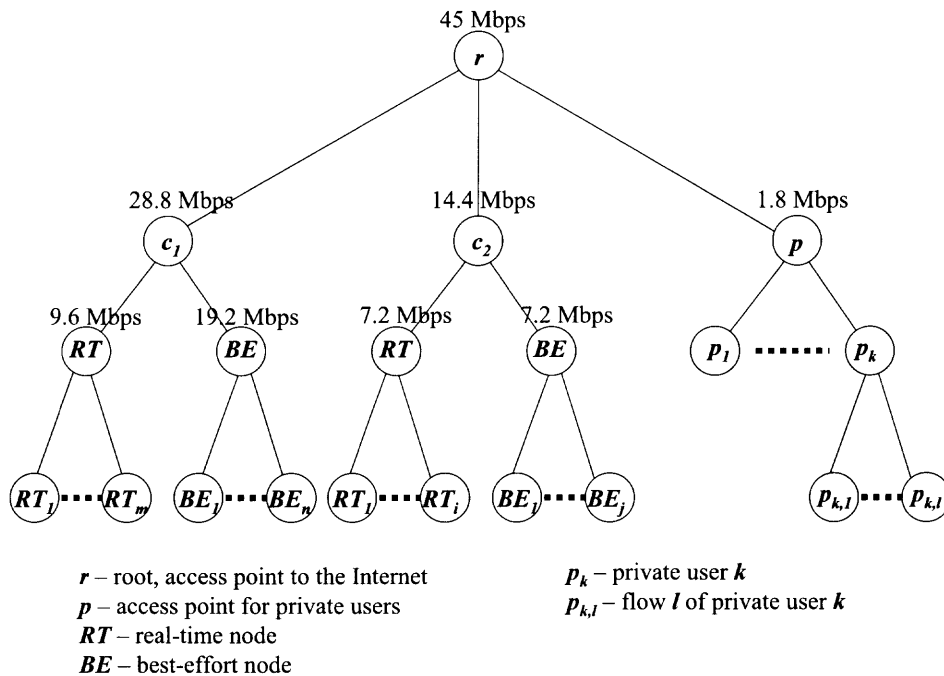 45 Mbps
r
28.8 Mbps 14.4 Mbps 1.8 Mbps
c1 c2 p
9.6 Mbps 19.2 Mbps 7.2 Mbps 7.2 Mbps
RT BE RT BE p1 pk
RT1 RTm BE1 BEn RT1 RTi BE1 BEj pk,1 pk,l
r – root, access point to the Internet
p – access point for private users
RT – real-time node
BE – best-effort node
pk – private user k
pk,l – flow l of private user k